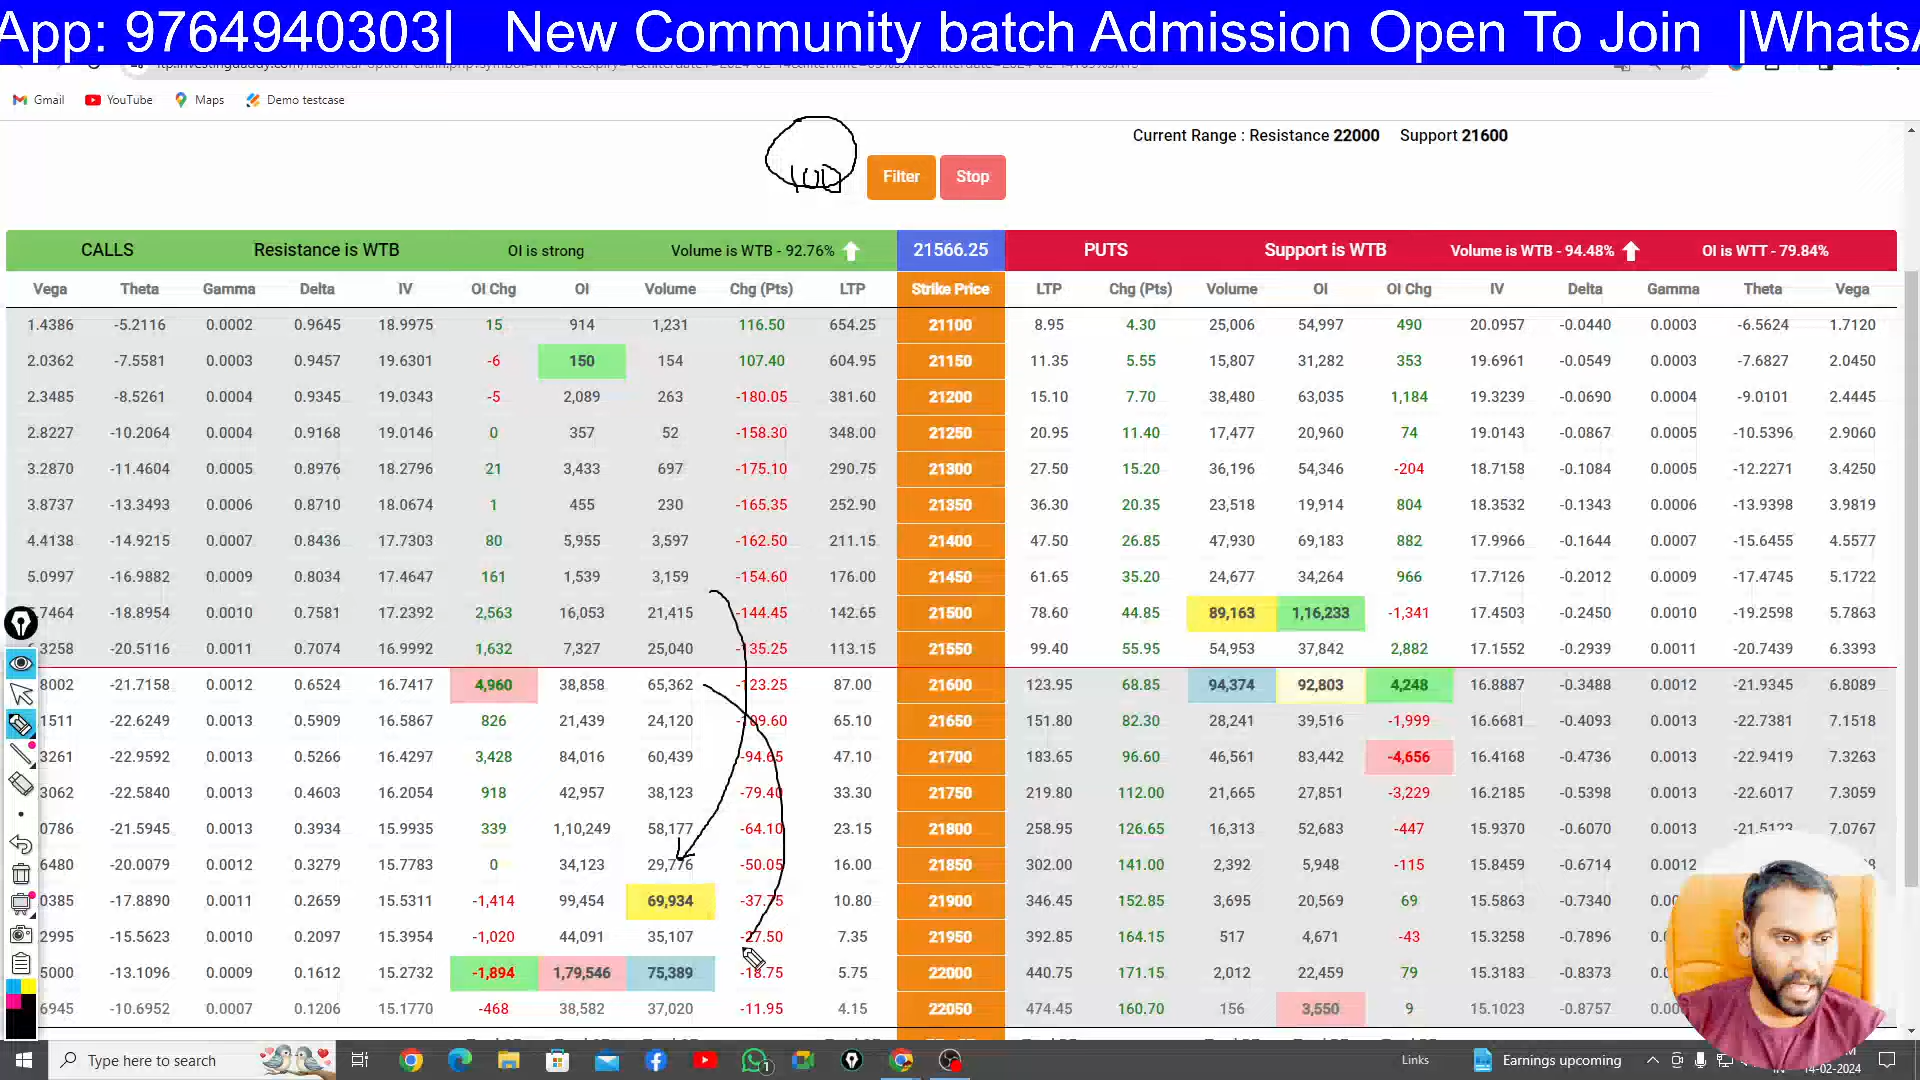 App: 9764940303| New Community batch Admission Open To Join |WhatsA
Gmail YouTube Maps Demo testcase
Current Range : Resistance 22000 Support 21600
Filter Stop
CALLS Resistance is WTB OI is strong Volume is WTB - 92.76% 21566.25 PUTS Support is WTB Volume is WTB - 94.48% OI is WTT - 79.84%
Vega Theta Gamma Delta IV OI Chg OI Volume Chg (Pts) LTP Strike Price LTP Chg (Pts) Volume OI OI Chg IV Delta Gamma Theta Vega
1.4386 -5.2116 0.0002 0.9645 18.9975 15 914 1,231 116.50 654.25 21100 8.95 4.30 25,006 54,997 490 20.0957 -0.0440 0.0003 -6.5624 1.7120
2.0362 -7.5581 0.0003 0.9457 19.6301 -6 150 154 107.40 604.95 21150 11.35 5.55 15,807 31,282 353 19.6961 -0.0549 0.0003 -7.6827 2.0450
2.3485 -8.5261 0.0004 0.9345 19.0343 -5 2,089 263 -180.05 381.60 21200 15.10 7.70 38,480 63,035 1,184 19.3239 -0.0690 0.0004 -9.0101 2.4445
2.8227 -10.2064 0.0004 0.9168 19.0146 0 357 52 -158.30 348.00 21250 20.95 11.40 17,477 20,960 74 19.0143 -0.0867 0.0005 -10.5396 2.9060
3.2870 -11.4604 0.0005 0.8976 18.2796 21 3,433 697 -175.10 290.75 21300 27.50 15.20 36,196 54,346 -204 18.7158 -0.1084 0.0005 -12.2271 3.4250
3.8737 -13.3493 0.0006 0.8710 18.0674 1 455 230 -165.35 252.90 21350 36.30 20.35 23,518 19,914 804 18.3532 -0.1343 0.0006 -13.9398 3.9819
4.4138 -14.9215 0.0006 0.8436 17.7303 80 5,955 3,597 -162.50 211.15 21400 47.50 26.85 47,930 69,183 882 17.9966 -0.1644 0.0007 -15.6455 4.5577
5.0997 -16.9882 0.0009 0.8034 17.4647 161 1,539 3,159 -154.60 176.00 21450 61.65 35.20 24,677 34,264 966 17.7126 -0.2012 0.0009 -17.4745 5.1722
7464 -18.8954 0.0010 0.7581 17.2392 2,563 16,053 21,415 -144.45 142.65 21500 78.60 44.85 89,163 1,16,233 -1,341 17.4503 -0.2450 0.0010 -19.2598 5.7863
3258 -20.5116 0.0011 0.7074 16.9992 1,632 7,327 25,040 -135.25 113.15 21550 99.40 55.95 54,953 37,842 2,882 17.1552 -0.2939 0.0011 -20.7439 6.3393
8002 -21.7158 0.0012 0.6524 16.7417 4,960 38,858 65,362 -123.25 87.00 21600 123.95 68.85 94,374 92,803 4,248 16.8887 -0.3488 0.0012 -21.9345 6.8089
1511 -22.6249 0.0013 0.5909 16.5867 826 21,439 24,120 -109.60 65.10 21650 151.80 82.30 28,241 39,516 -1,999 16.6681 -0.4093 0.0013 -22.7381 7.1518
3261 -22.9592 0.0013 0.5266 16.4297 3,428 84,016 60,439 -94.65 47.10 21700 183.65 96.60 46,561 83,442 -4,656 16.4168 -0.4736 0.0013 -22.9419 7.3263
3062 -22.5840 0.0013 0.4603 16.2054 918 42,957 38,123 -79.40 33.30 21750 219.80 112.00 21,665 27,851 -3,229 16.2185 -0.5398 0.0013 -22.6017 7.3059
0786 -21.5945 0.0013 0.3934 15.9935 339 1,10,249 58,177 -64.10 23.15 21800 258.95 126.65 16,313 52,683 -447 15.9370 -0.6070 0.0013 -21.5123 7.0767
6480 -20.0079 0.0012 0.3279 15.7783 0 34,123 29,776 -50.05 16.00 21850 302.00 141.00 2,392 5,948 -115 15.8459 -0.6714 0.0012
0385 -17.8890 0.0011 0.2659 15.5311 -1,414 99,454 69,934 -37.75 10.80 21900 346.45 152.85 3,695 20,569 69 15.5863 -0.7340
2995 -15.5623 0.0010 0.2097 15.3954 -1,020 44,091 35,107 -27.50 7.35 21950 392.85 164.15 517 4,671 -43 15.3258 -0.7896
5000 -13.1096 0.0009 0.1612 15.2732 -1,894 1,79,546 75,389 -18.75 5.75 22000 440.75 171.15 2,012 22,459 79 15.3183 -0.8373
6945 -10.6952 0.0007 0.1206 15.1770 -468 38,582 37,020 -11.95 4.15 22050 474.45 160.70 156 3,550 9 15.1023 -0.8757
Type here to search Links Earnings upcoming 14-02-2024